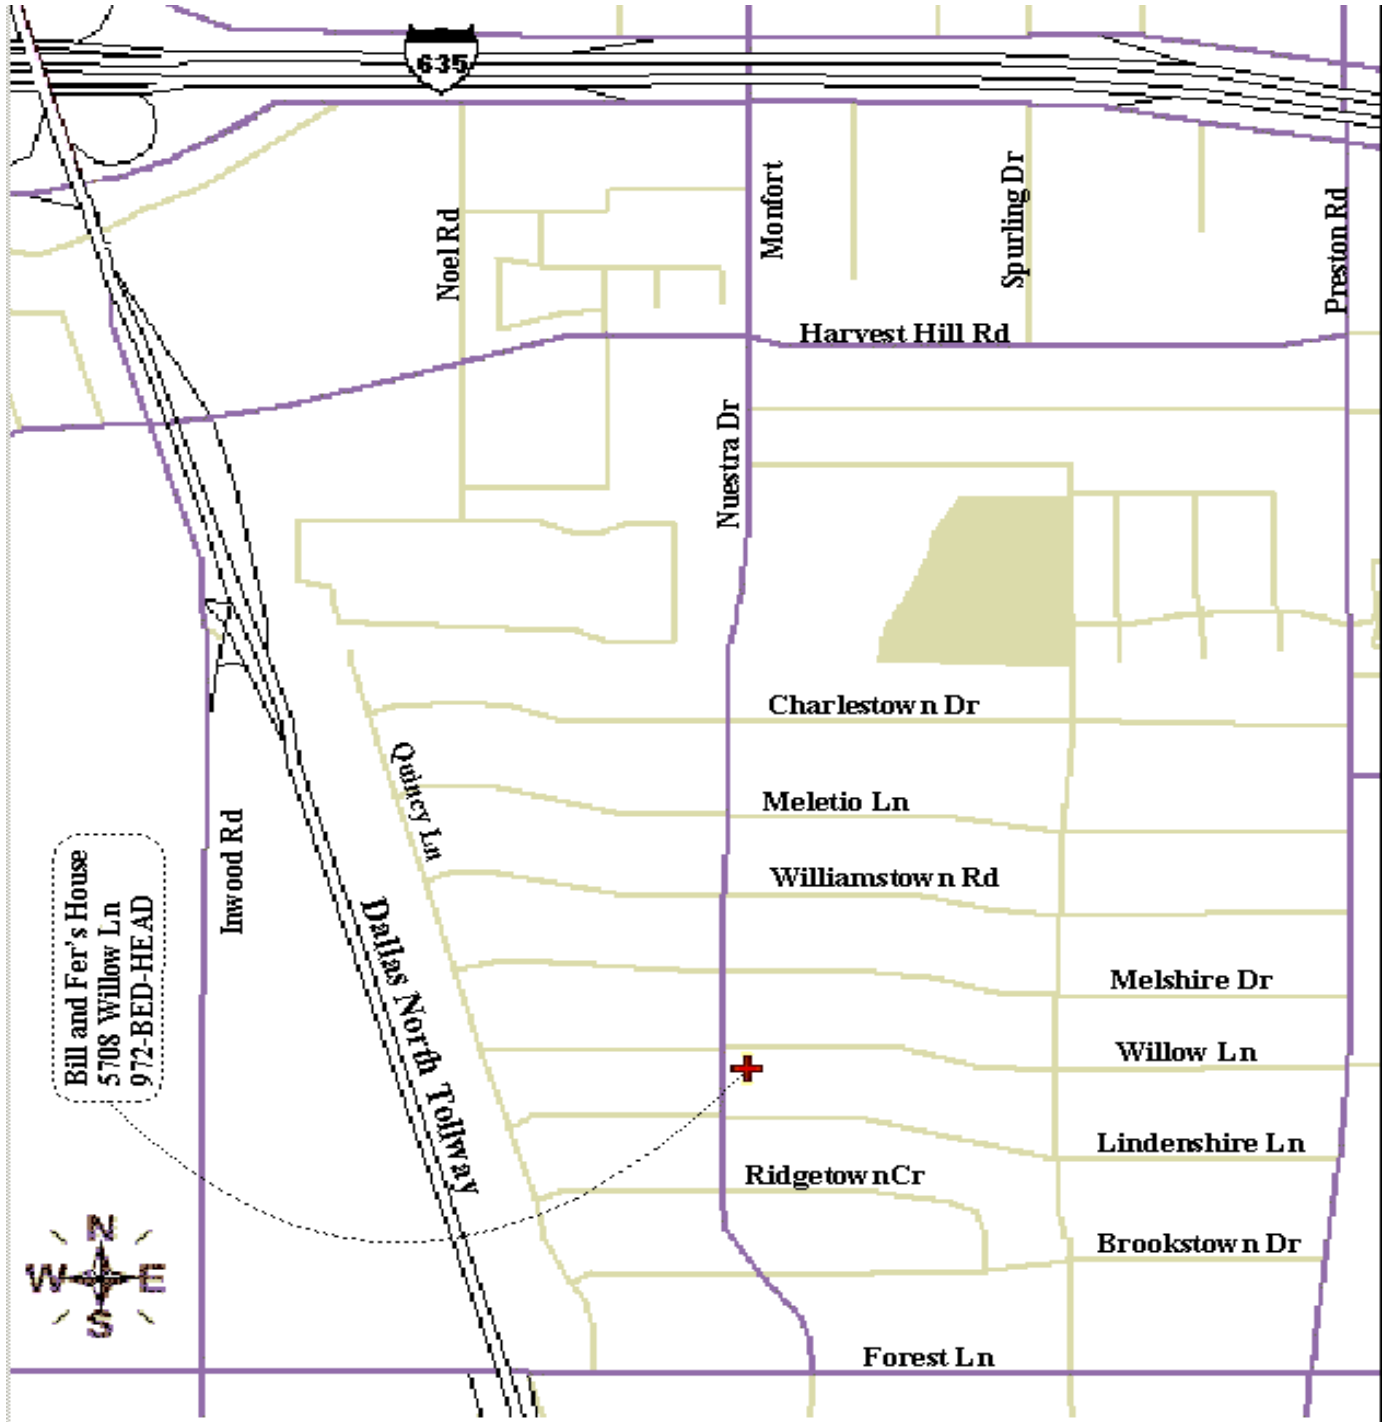 635
Noel Rd
Monfort
Spurling Dr
Preston Rd
Harvest Hill Rd
Nuestra Dr
Charlestown Dr
Quincy Ln
Meletio Ln
Inwood Rd
Williamstown Rd
Bill and Fer's House
5708 Willow Ln
972-BED-HEAD
Dallas North Tollway
Melshire Dr
Willow Ln
Lindenshire Ln
RidgetownCr
Brookstown Dr
N
W E
S
Forest Ln